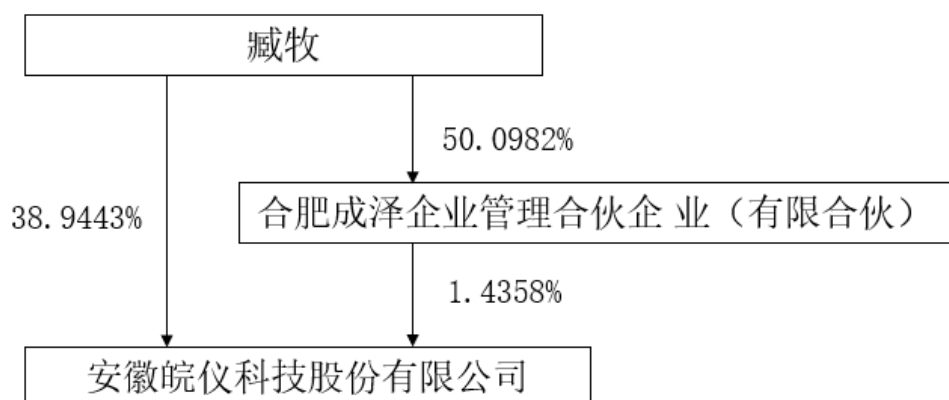 臧牧
50.0982%
合肥成泽企业管理合伙企 业（有限合伙）
38.9443%
1.4358%
安徽皖仪科技股份有限公司